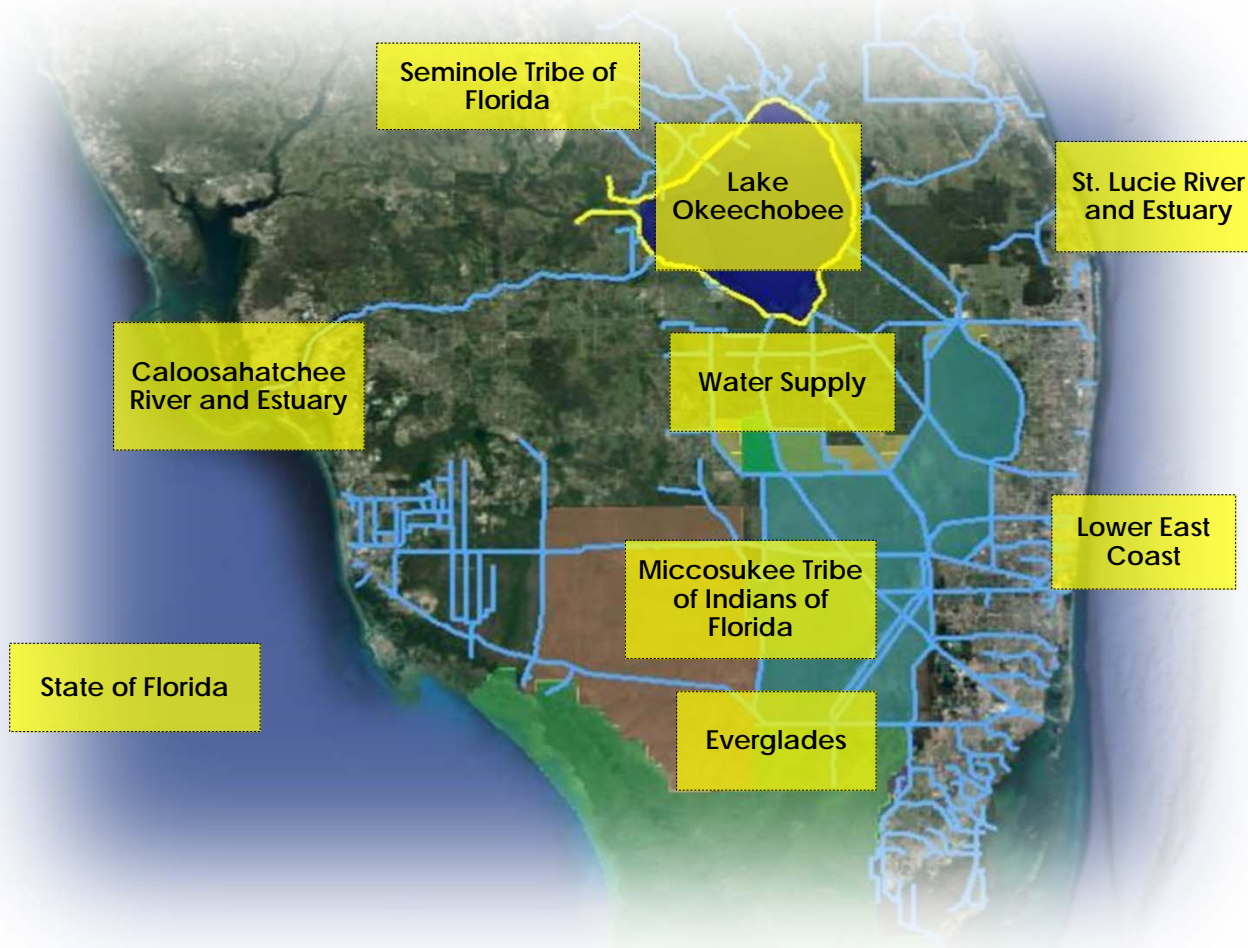 Seminole Tribe of
Florida
Lake
Okeechobee
St. Lucie River
and Estuary
Caloosahatchee
River and Estuary
Water Supply
Lower East
Coast
Miccosukee Tribe
of Indians of
Florida
State of Florida
Everglades